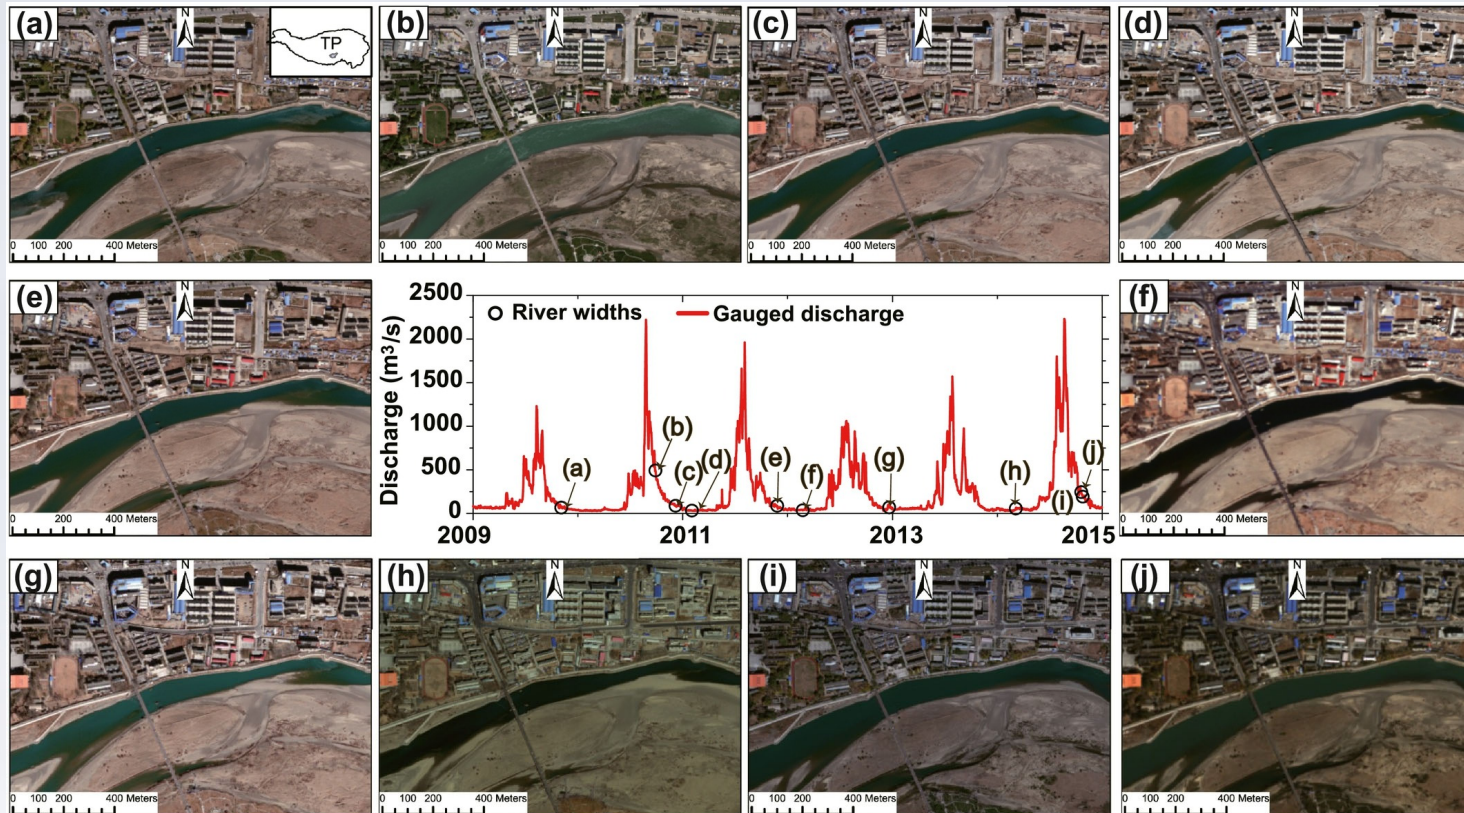 (a)
N
TP
0 100 200 400 Meters
(b)
N
0 100 200 400 Meters
(c)
N
0 100 200 400 Meters
(d)
N
0 100 200 400 Meters
(e)
N
0 100 200 400 Meters
Discharge (m³/s)
2500
2000
1500
1000
500
0
River widths
Gauged discharge
(a)
(b)
(c)
(d)
(e)
(f)
(g)
(h)
(i)
(j)
2009
2011
2013
2015
(f)
N
0 100 200 400 Meters
(g)
N
0 100 200 400 Meters
(h)
N
0 100 200 400 Meters
(i)
N
0 100 200 400 Meters
(j)
N
0 100 200 400 Meters